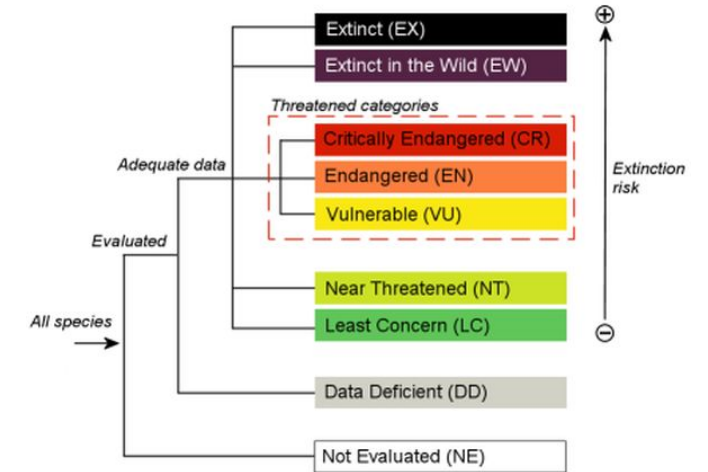 Extinct (EX)
Extinct in the Wild (EW)
Threatened categories
Critically Endangered (CR)
Adequate data
Endangered (EN)
Extinction
risk
Vulnerable (VU)
Evaluated
Near Threatened (NT)
All species
Least Concern (LC)
Data Deficient (DD)
Not Evaluated (NE)